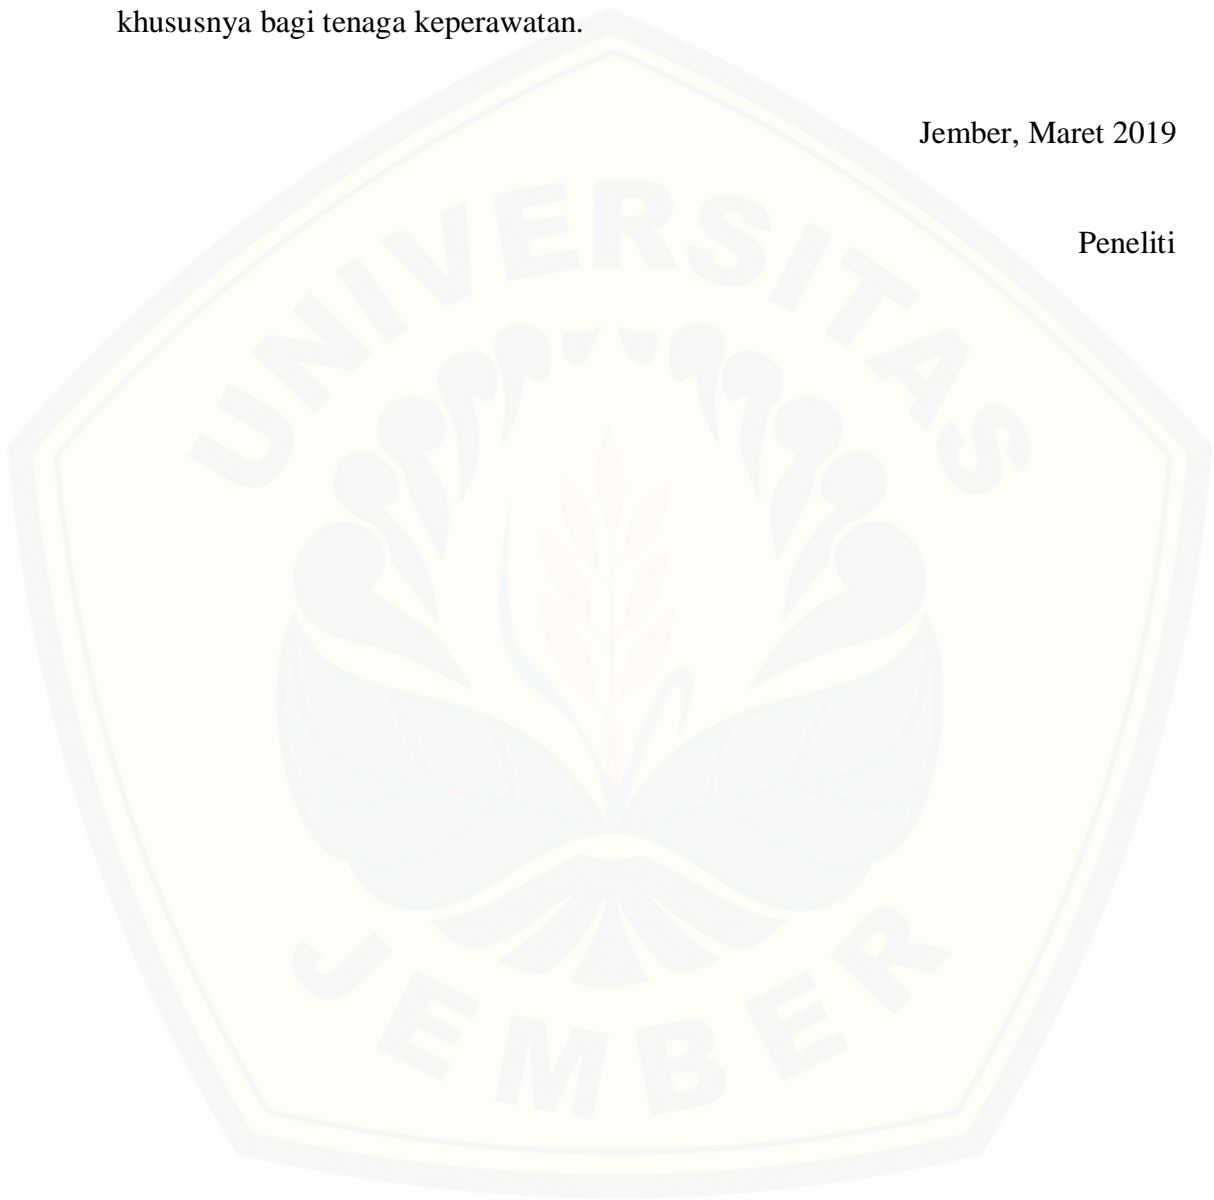 khususnya bagi tenaga keperawatan.
Jember, Maret 2019
Peneliti
UNIVERSITAS
JEMBER